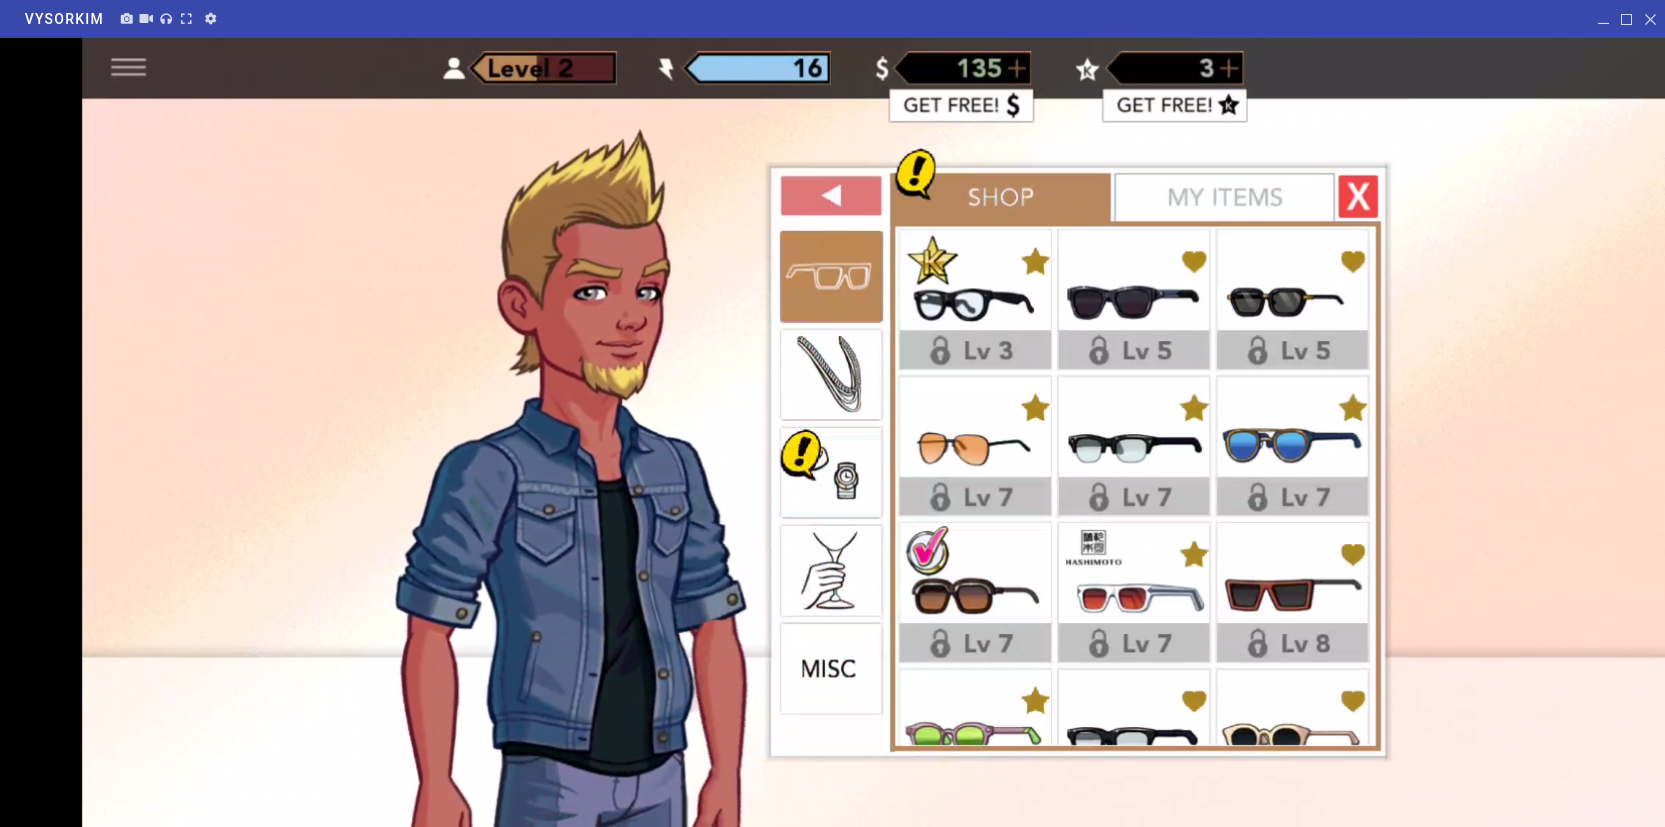 VYSORKIM
Level 2
16
$ 135 +
K 3 +
GET FREE! $
GET FREE! K
SHOP
MY ITEMS
X
K
Lv 3
Lv 5
Lv 5
Lv 7
Lv 7
Lv 7
HASHIMOTO
Lv 7
Lv 7
Lv 8
MISC